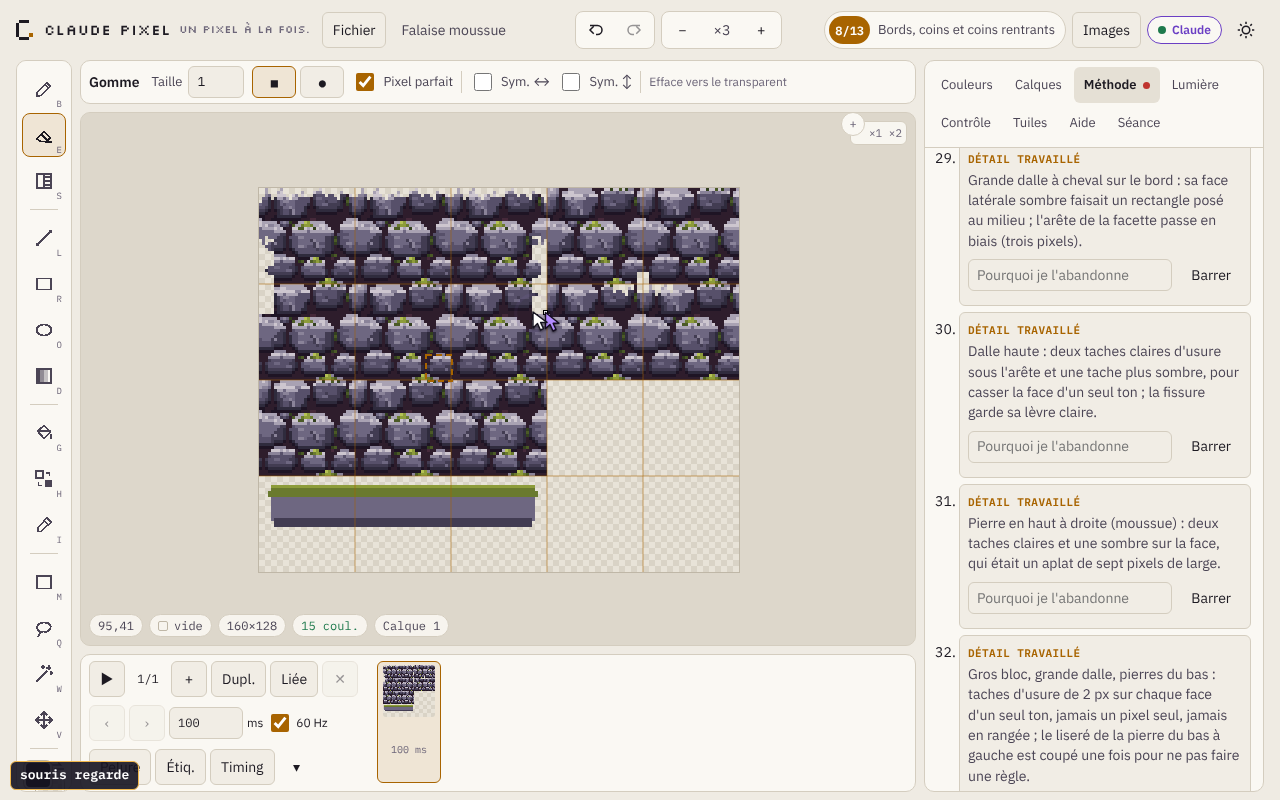 CLAUDE PIXEL
UN PIXEL À LA FOIS.
Fichier
Falaise moussue
−
×3
+
8/13
Bords, coins et coins rentrants
Images
Claude
Gomme
Taille
1
Pixel parfait
Sym. ↔
Sym. ↕
Efface vers le transparent
Couleurs
Calques
Méthode
Lumière
Contrôle
Tuiles
Aide
Séance
B
E
S
L
R
O
D
G
H
I
M
Q
W
V
+
×1 ×2
29.
DÉTAIL TRAVAILLÉ
Grande dalle à cheval sur le bord : sa face
latérale sombre faisait un rectangle posé
au milieu ; l'arête de la facette passe en
biais (trois pixels).
Pourquoi je l'abandonne
Barrer
30.
DÉTAIL TRAVAILLÉ
Dalle haute : deux taches claires d'usure
sous l'arête et une tache plus sombre, pour
casser la face d'un seul ton ; la fissure
garde sa lèvre claire.
Pourquoi je l'abandonne
Barrer
31.
DÉTAIL TRAVAILLÉ
Pierre en haut à droite (moussue) : deux
taches claires et une sombre sur la face,
qui était un aplat de sept pixels de large.
Pourquoi je l'abandonne
Barrer
32.
DÉTAIL TRAVAILLÉ
Gros bloc, grande dalle, pierres du bas :
taches d'usure de 2 px sur chaque face
d'un seul ton, jamais un pixel seul, jamais
en rangée ; le liseré de la pierre du bas à
gauche est coupé une fois pour ne pas faire
une règle.
95,41
vide
160×128
15 coul.
Calque 1
1/1
+
Dupl.
Liée
✕
‹
›
100
ms
60 Hz
Étiq.
Timing
▼
100 ms
souris regarde